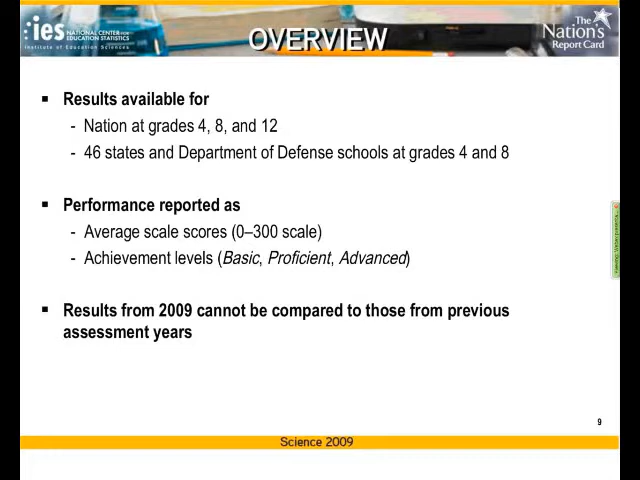 ies NATIONAL CENTER FOR
EDUCATION STATISTICS
Institute of Education Sciences
OVERVIEW
The
Nation's
Report Card
▪ Results available for
- Nation at grades 4, 8, and 12
- 46 states and Department of Defense schools at grades 4 and 8
▪ Performance reported as
- Average scale scores (0–300 scale)
- Achievement levels (Basic, Proficient, Advanced)
▪ Results from 2009 cannot be compared to those from previous
assessment years
9
Science 2009